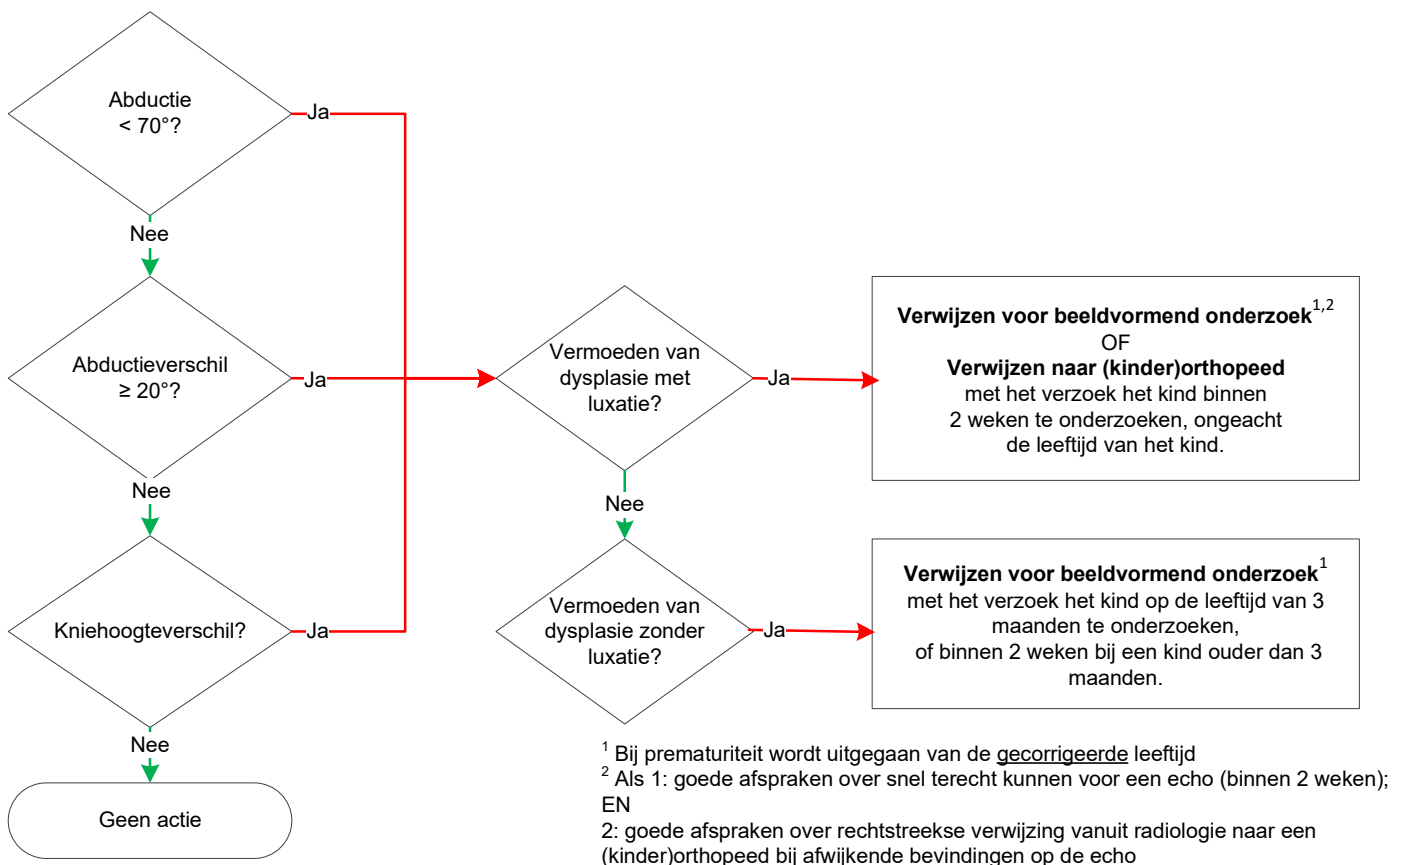 Abductie
< 70°?
Ja
Nee
Abductieverschil
≥ 20°?
Ja
Nee
Kniehoogteverschil?
Ja
Nee
Geen actie
Vermoeden van
dysplasie met
luxatie?
Ja
Nee
Vermoeden van
dysplasie zonder
luxatie?
Ja
Verwijzen voor beeldvormend onderzoek1,2
OF
Verwijzen naar (kinder)orthopeed
met het verzoek het kind binnen
2 weken te onderzoeken, ongeacht
de leeftijd van het kind.
Verwijzen voor beeldvormend onderzoek1
met het verzoek het kind op de leeftijd van 3
maanden te onderzoeken,
of binnen 2 weken bij een kind ouder dan 3
maanden.
1 Bij prematuriteit wordt uitgegaan van de gecorrigeerde leeftijd
2 Als 1: goede afspraken over snel terecht kunnen voor een echo (binnen 2 weken);
EN
2: goede afspraken over rechtstreekse verwijzing vanuit radiologie naar een
(kinder)orthopeed bij afwijkende bevindingen op de echo